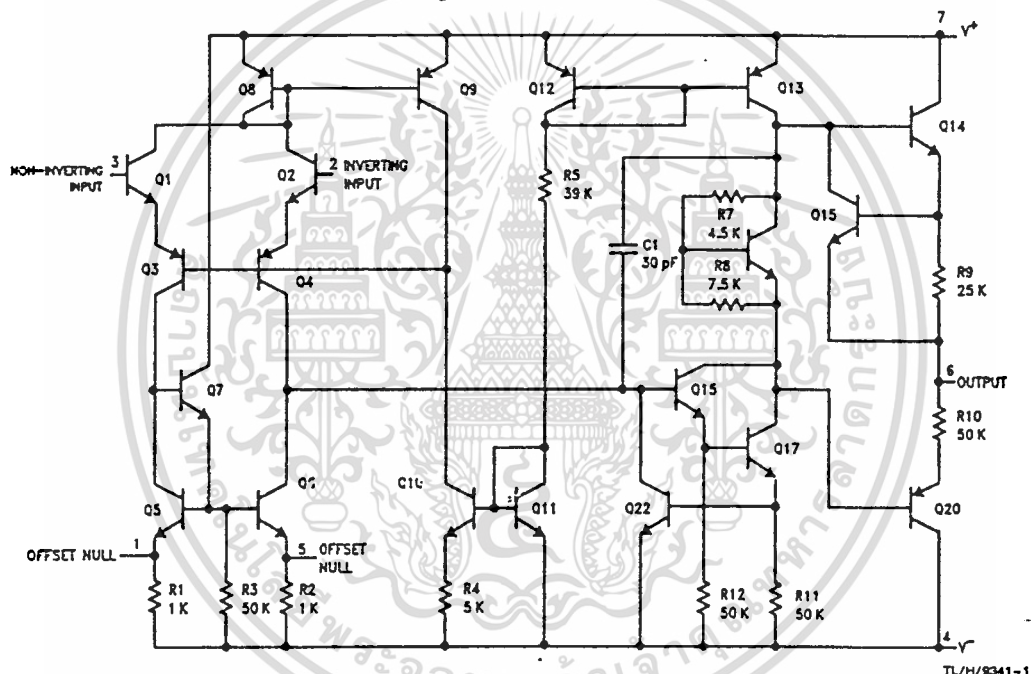 7 V+
Q8
Q9
Q12
Q13
Q14
3
NON-INVERTING
INPUT
Q1
Q2
2 INVERTING
INPUT
R5
39 K
Q15
R7
4.5 K
C1
30 pF
R8
7.5 K
R9
25 K
Q3
Q4
Q7
Q15
6
OUTPUT
R10
50 K
Q17
Q5
Q11
Q22
Q20
1
OFFSET NULL
5 OFFSET
NULL
R1
1 K
R3
50 K
R2
1 K
R4
5 K
R12
50 K
R11
50 K
4
V-
TL/H/9341-1